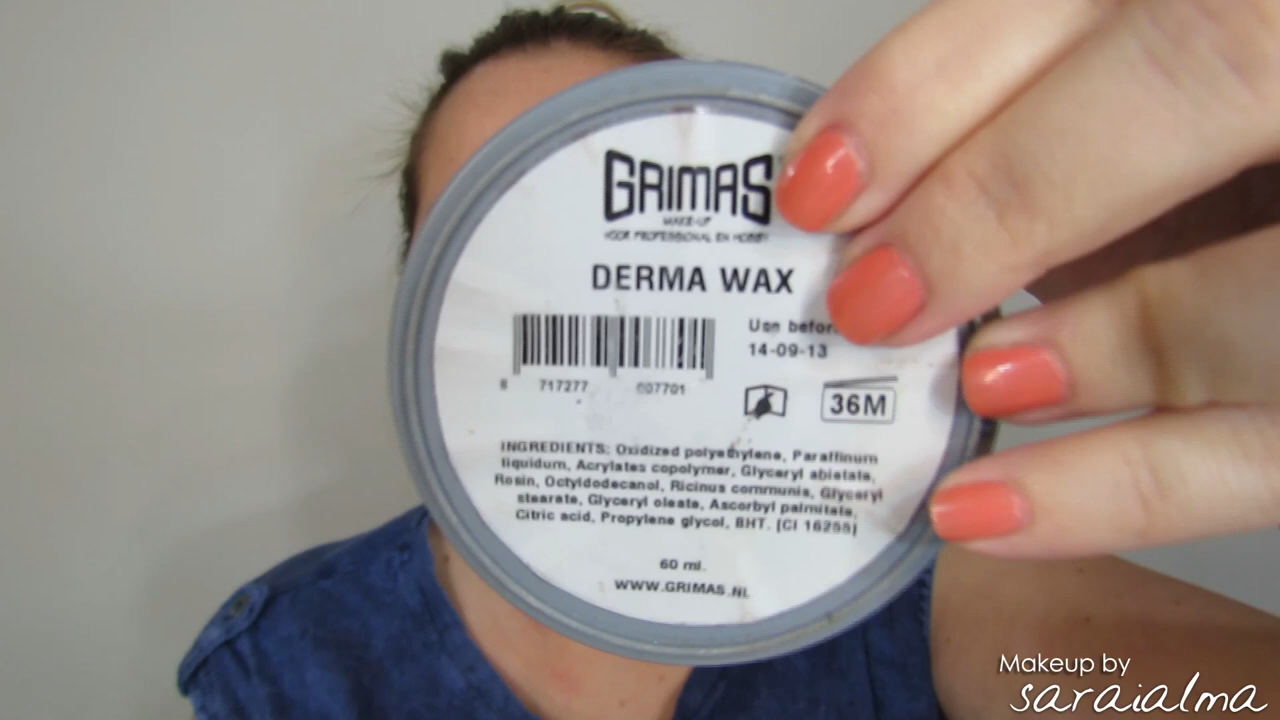 GRIMAS
MAKE-UP
VOOR PROFESSIONAL EN HOBBY
DERMA WAX
Use before
14-09-13
8 717277 607701
36M
INGREDIENTS: Oxidized polyethylene, Paraffinum
liquidum, Acrylates copolymer, Glyceryl abietate,
Rosin, Octyldodecanol, Ricinus communis, Glyceryl
stearate, Glyceryl oleate, Ascorbyl palmitate,
Citric acid, Propylene glycol, BHT. [CI 16255]
60 ml.
WWW.GRIMAS.NL
Makeup by
saraialma